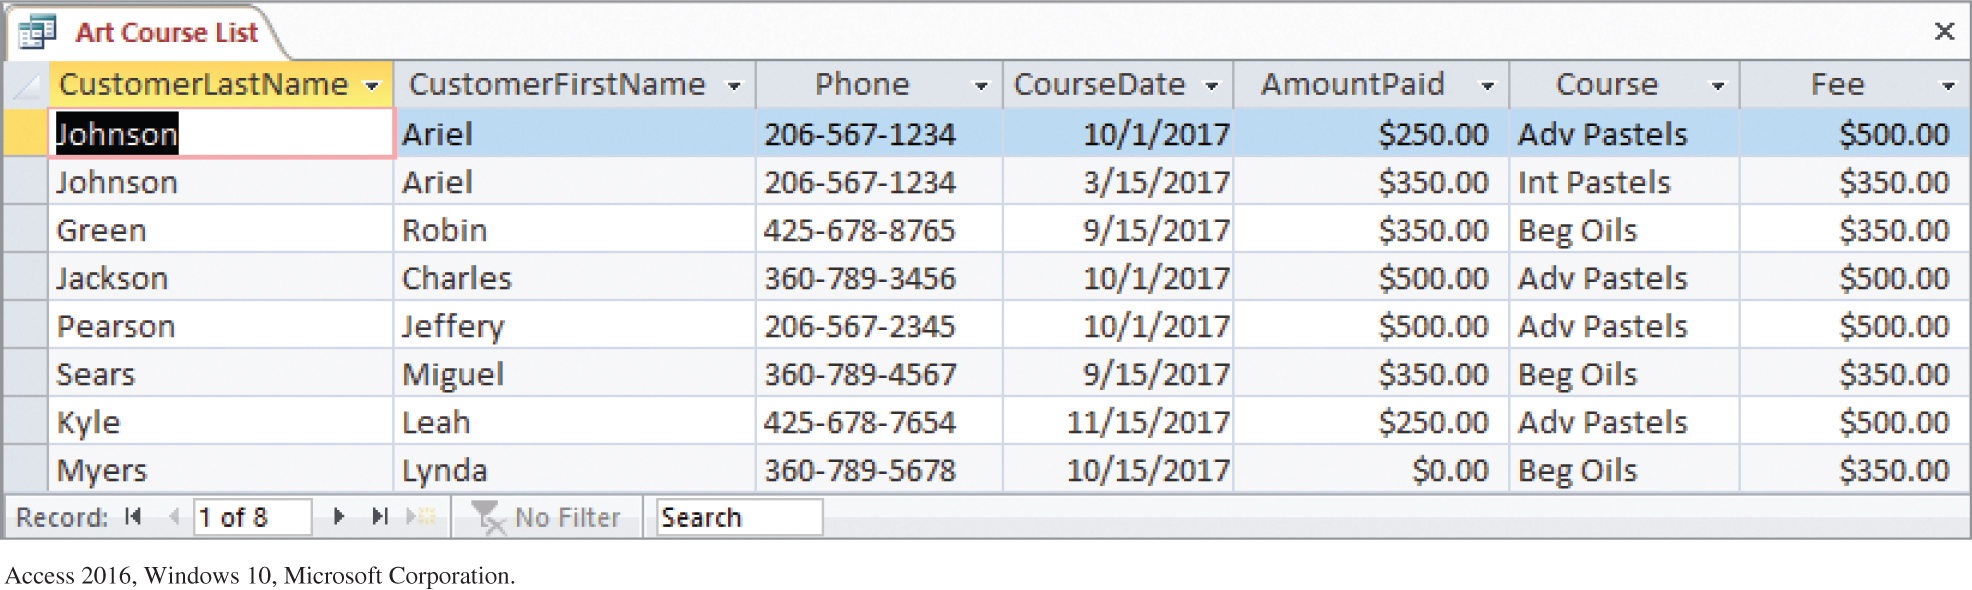 Art Course List
CustomerLastName CustomerFirstName Phone CourseDate AmountPaid Course Fee
Johnson Ariel 206-567-1234 10/1/2017 $250.00 Adv Pastels $500.00
Johnson Ariel 206-567-1234 3/15/2017 $350.00 Int Pastels $350.00
Green Robin 425-678-8765 9/15/2017 $350.00 Beg Oils $350.00
Jackson Charles 360-789-3456 10/1/2017 $500.00 Adv Pastels $500.00
Pearson Jeffery 206-567-2345 10/1/2017 $500.00 Adv Pastels $500.00
Sears Miguel 360-789-4567 9/15/2017 $350.00 Beg Oils $350.00
Kyle Leah 425-678-7654 11/15/2017 $250.00 Adv Pastels $500.00
Myers Lynda 360-789-5678 10/15/2017 $0.00 Beg Oils $350.00
Record: 1 of 8 No Filter Search
Access 2016, Windows 10, Microsoft Corporation.